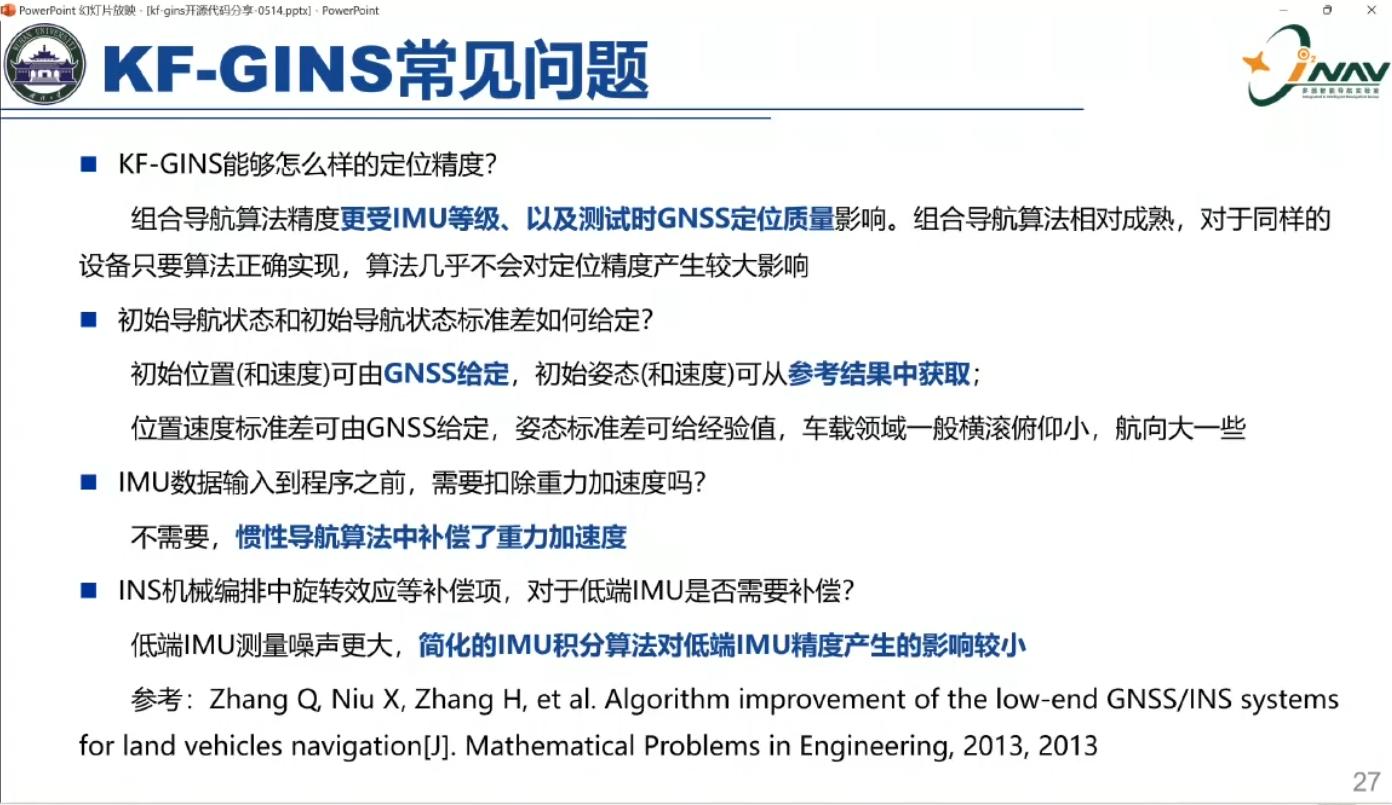 PowerPoint 幻灯片放映 - [kf-gins开源代码分享-0514.pptx] - PowerPoint
KF-GINS常见问题
iNAV
多源智能导航实验室
KF-GINS能够怎么样的定位精度？
组合导航算法精度更受IMU等级、以及测试时GNSS定位质量影响。组合导航算法相对成熟，对于同样的
设备只要算法正确实现，算法几乎不会对定位精度产生较大影响
初始导航状态和初始导航状态标准差如何给定？
初始位置(和速度)可由GNSS给定，初始姿态(和速度)可从参考结果中获取；
位置速度标准差可由GNSS给定，姿态标准差可给经验值，车载领域一般横滚俯仰小，航向大一些
IMU数据输入到程序之前，需要扣除重力加速度吗？
不需要，惯性导航算法中补偿了重力加速度
INS机械编排中旋转效应等补偿项，对于低端IMU是否需要补偿？
低端IMU测量噪声更大，简化的IMU积分算法对低端IMU精度产生的影响较小
参考：Zhang Q, Niu X, Zhang H, et al. Algorithm improvement of the low-end GNSS/INS systems
for land vehicles navigation[J]. Mathematical Problems in Engineering, 2013, 2013
27